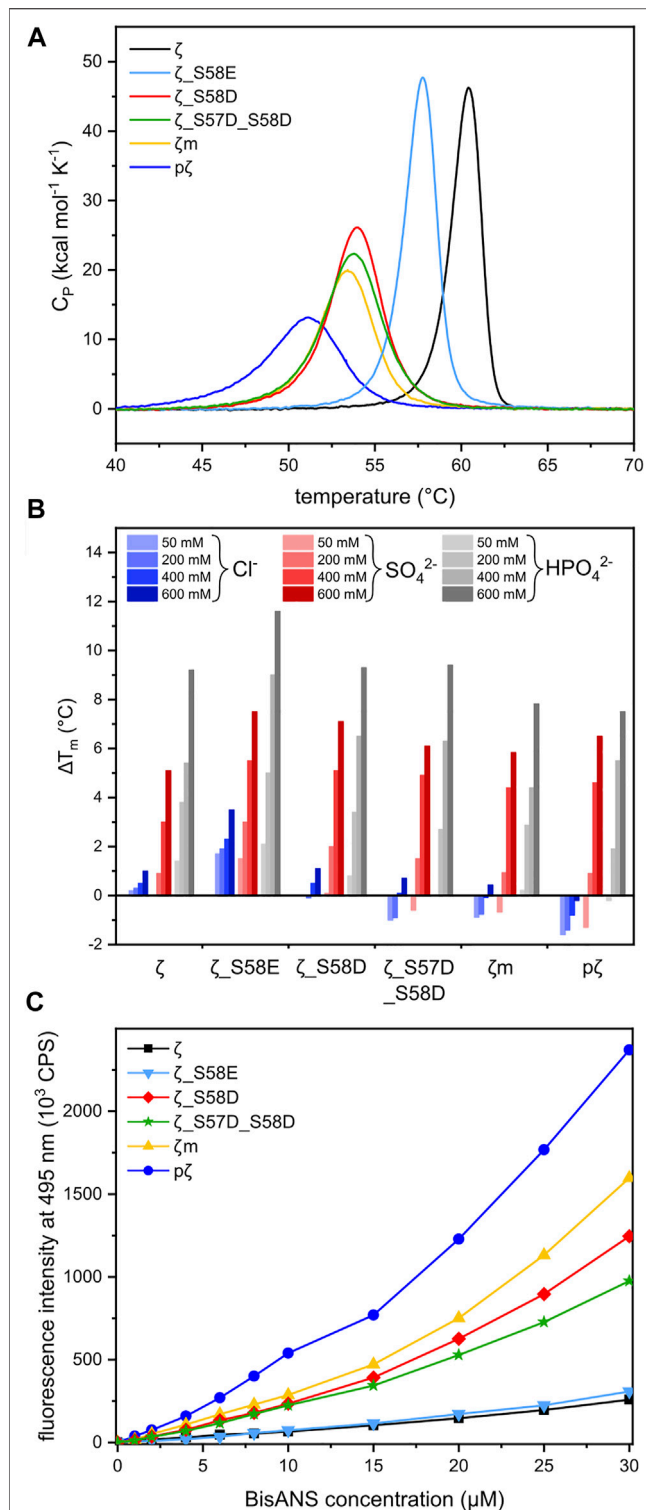 A
ζ
ζ_S58E
ζ_S58D
ζ_S57D_S58D
ζm
pζ
50
40
30
20
10
0
C_P (kcal mol⁻¹ K⁻¹)
40 45 50 55 60 65 70
temperature (°C)
B
50 mM
200 mM
400 mM
600 mM
Cl⁻
50 mM
200 mM
400 mM
600 mM
SO₄²⁻
50 mM
200 mM
400 mM
600 mM
HPO₄²⁻
14
12
10
8
6
4
2
0
-2
ΔTₘ (°C)
ζ ζ_S58E ζ_S58D ζ_S57D ζm pζ
_S58D
C
ζ
ζ_S58E
ζ_S58D
ζ_S57D_S58D
ζm
pζ
2000
1500
1000
500
0
fluorescence intensity at 495 nm (10³ CPS)
0 5 10 15 20 25 30
BisANS concentration (µM)